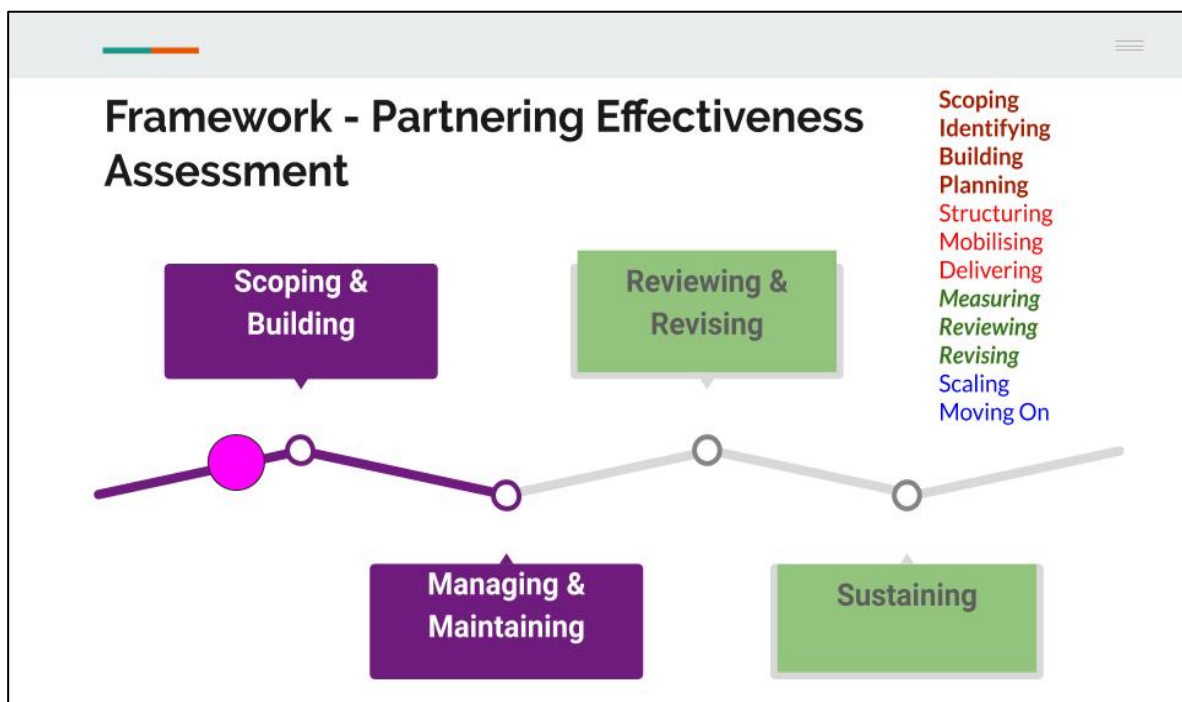 Framework - Partnering Effectiveness
Assessment
Scoping
Identifying
Building
Planning
Structuring
Mobilising
Delivering
Measuring
Reviewing
Revising
Scaling
Moving On
Scoping &
Building
Reviewing &
Revising
Managing &
Maintaining
Sustaining